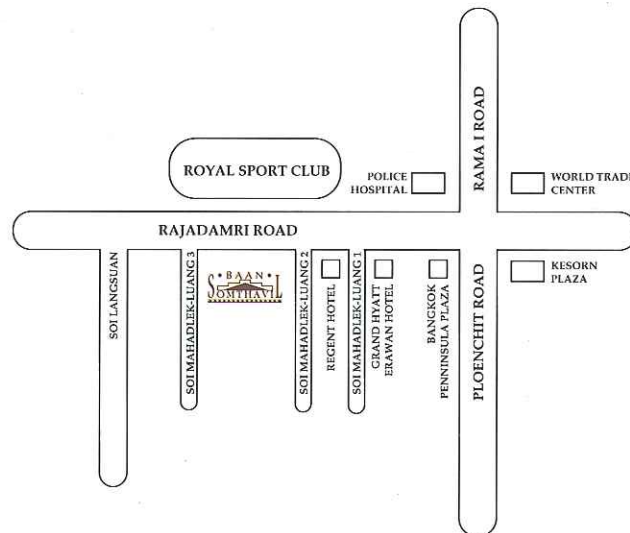 RAMA I ROAD
ROYAL SPORT CLUB
POLICE
HOSPITAL
WORLD TRADE
CENTER
RAJADAMRI ROAD
SOI LANGSUAN
SOI MAHADLEK-LUANG 3
BAAN
SOMTHAVIL
SOI MAHADLEK-LUANG 2
REGENT HOTEL
SOI MAHADLEK-LUANG 1
GRAND HYATT
ERAWAN HOTEL
BANGKOK
PENNINSULA PLAZA
PLOENCHIT ROAD
KESORN
PLAZA